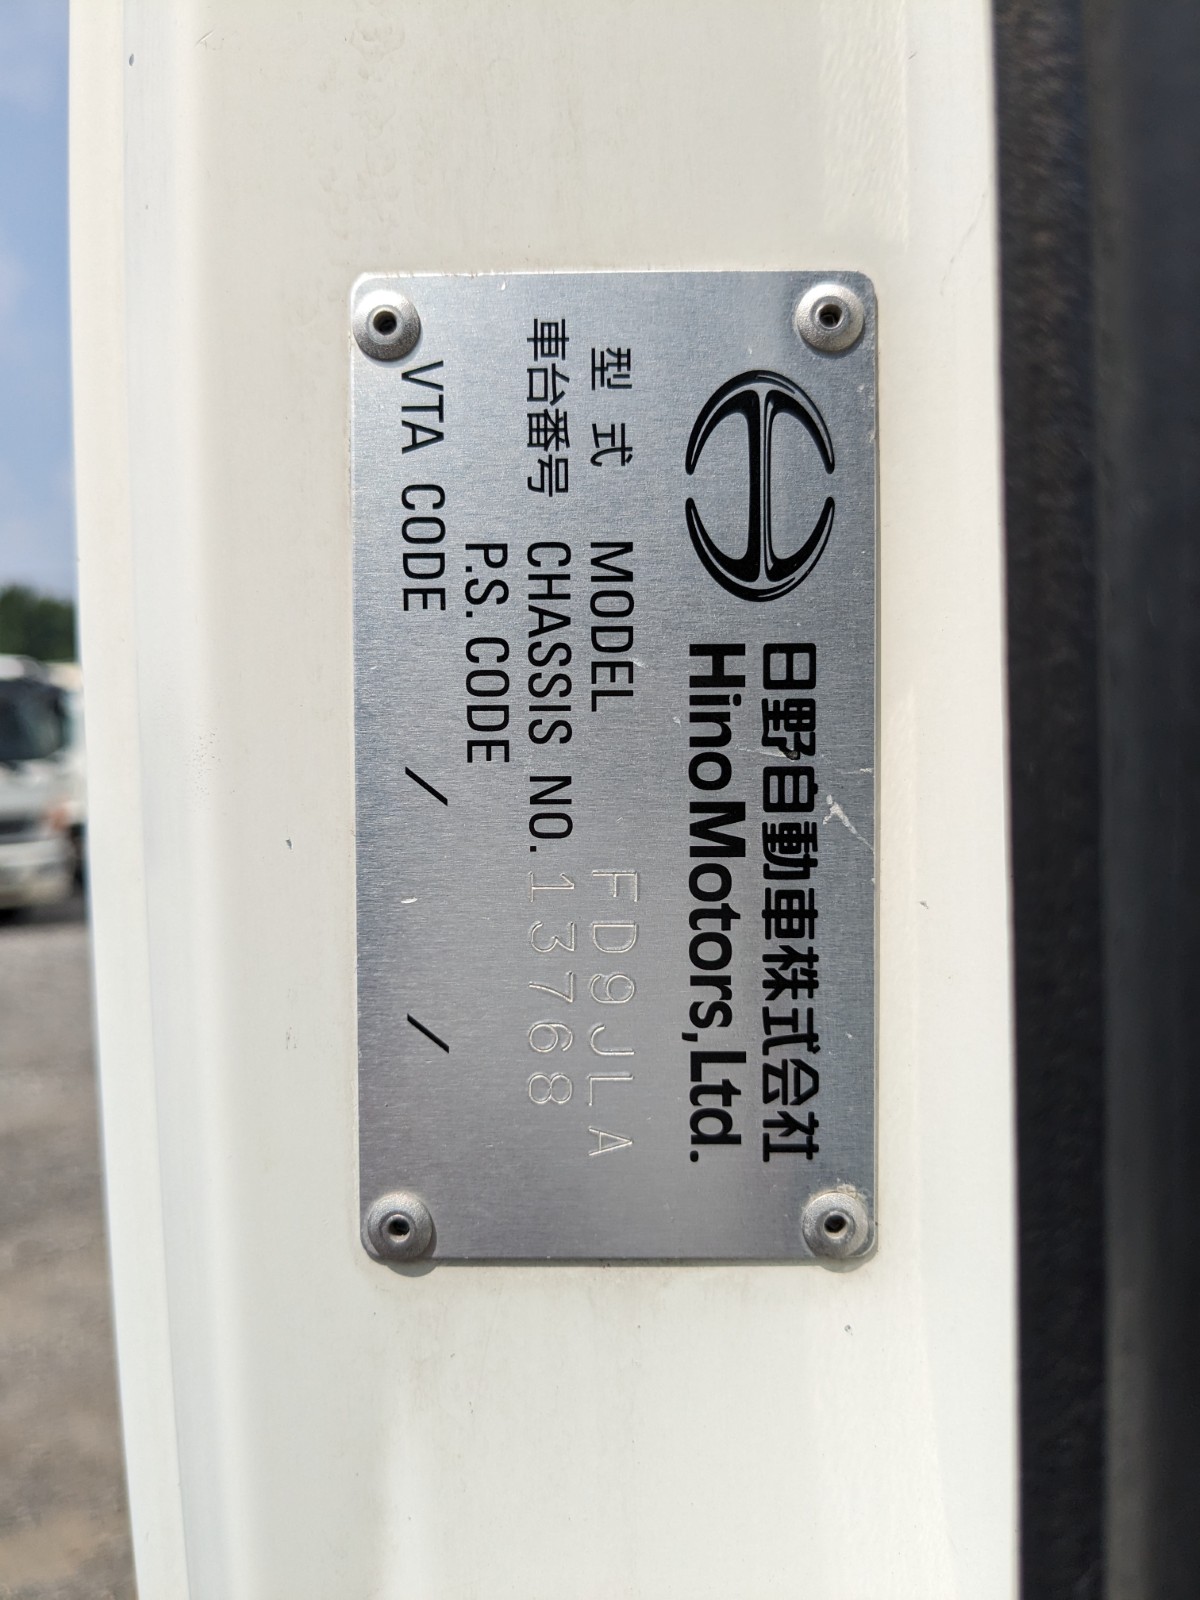 日野自動車株式会社
Hino Motors, Ltd.
型式 MODEL FD9JLA
車台番号 CHASSIS NO. 13768
P.S. CODE
VTA CODE / /